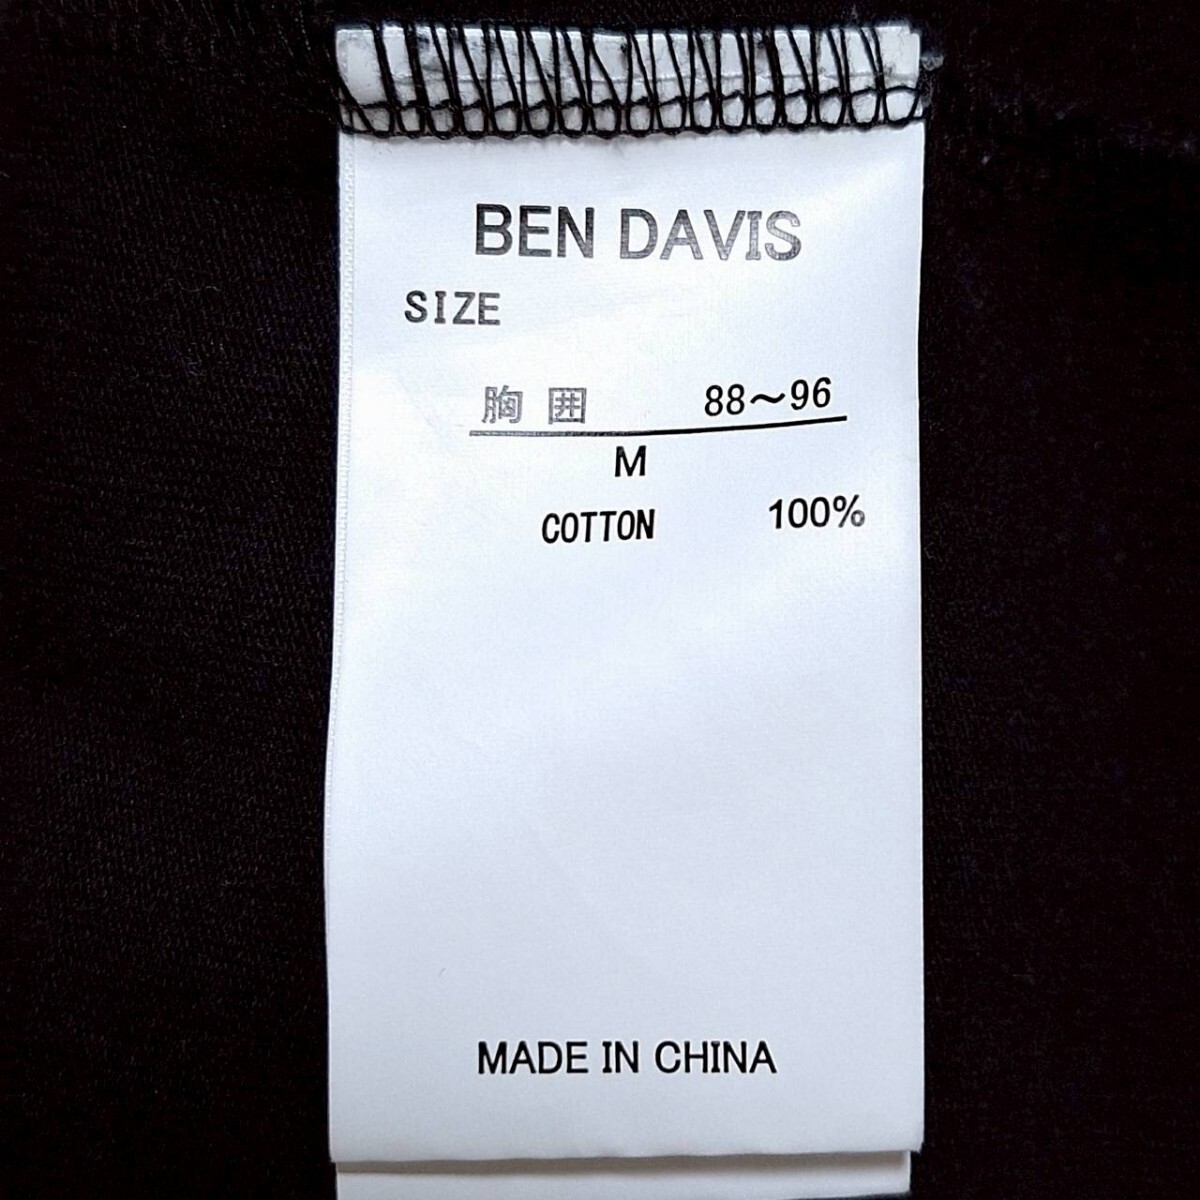 BEN DAVIS
SIZE
胸囲 88～96
M
COTTON 100%
MADE IN CHINA